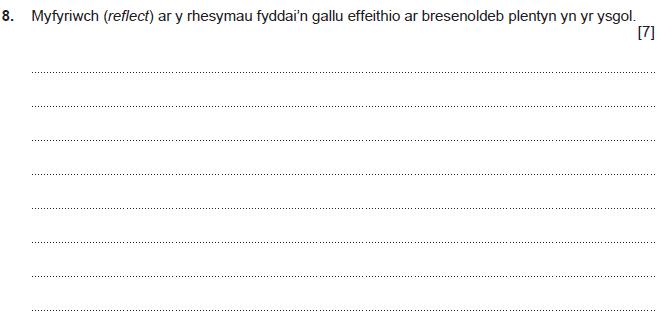 8. Myfyriwch (reflect) ar y rhesymau fyddai'n gallu effeithio ar bresenoldeb plentyn yn yr ysgol.
[7]